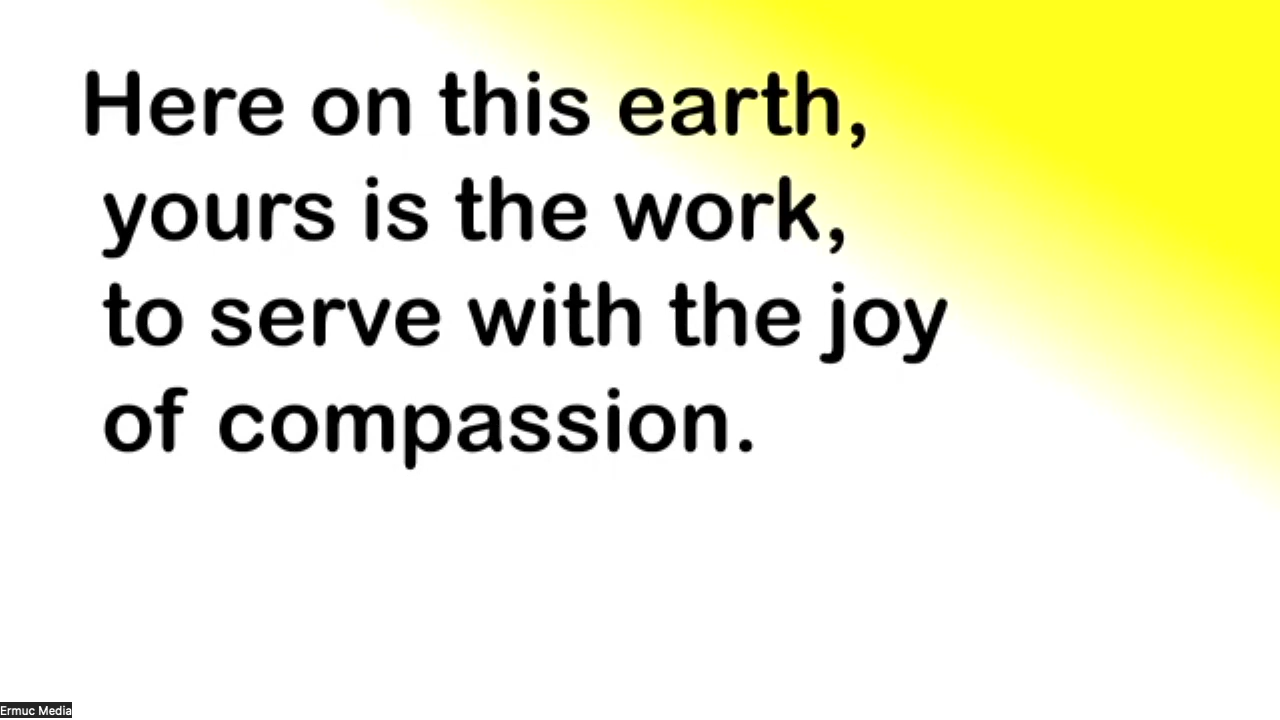 Here on this earth,
yours is the work,
to serve with the joy
of compassion.
Ermuc Media